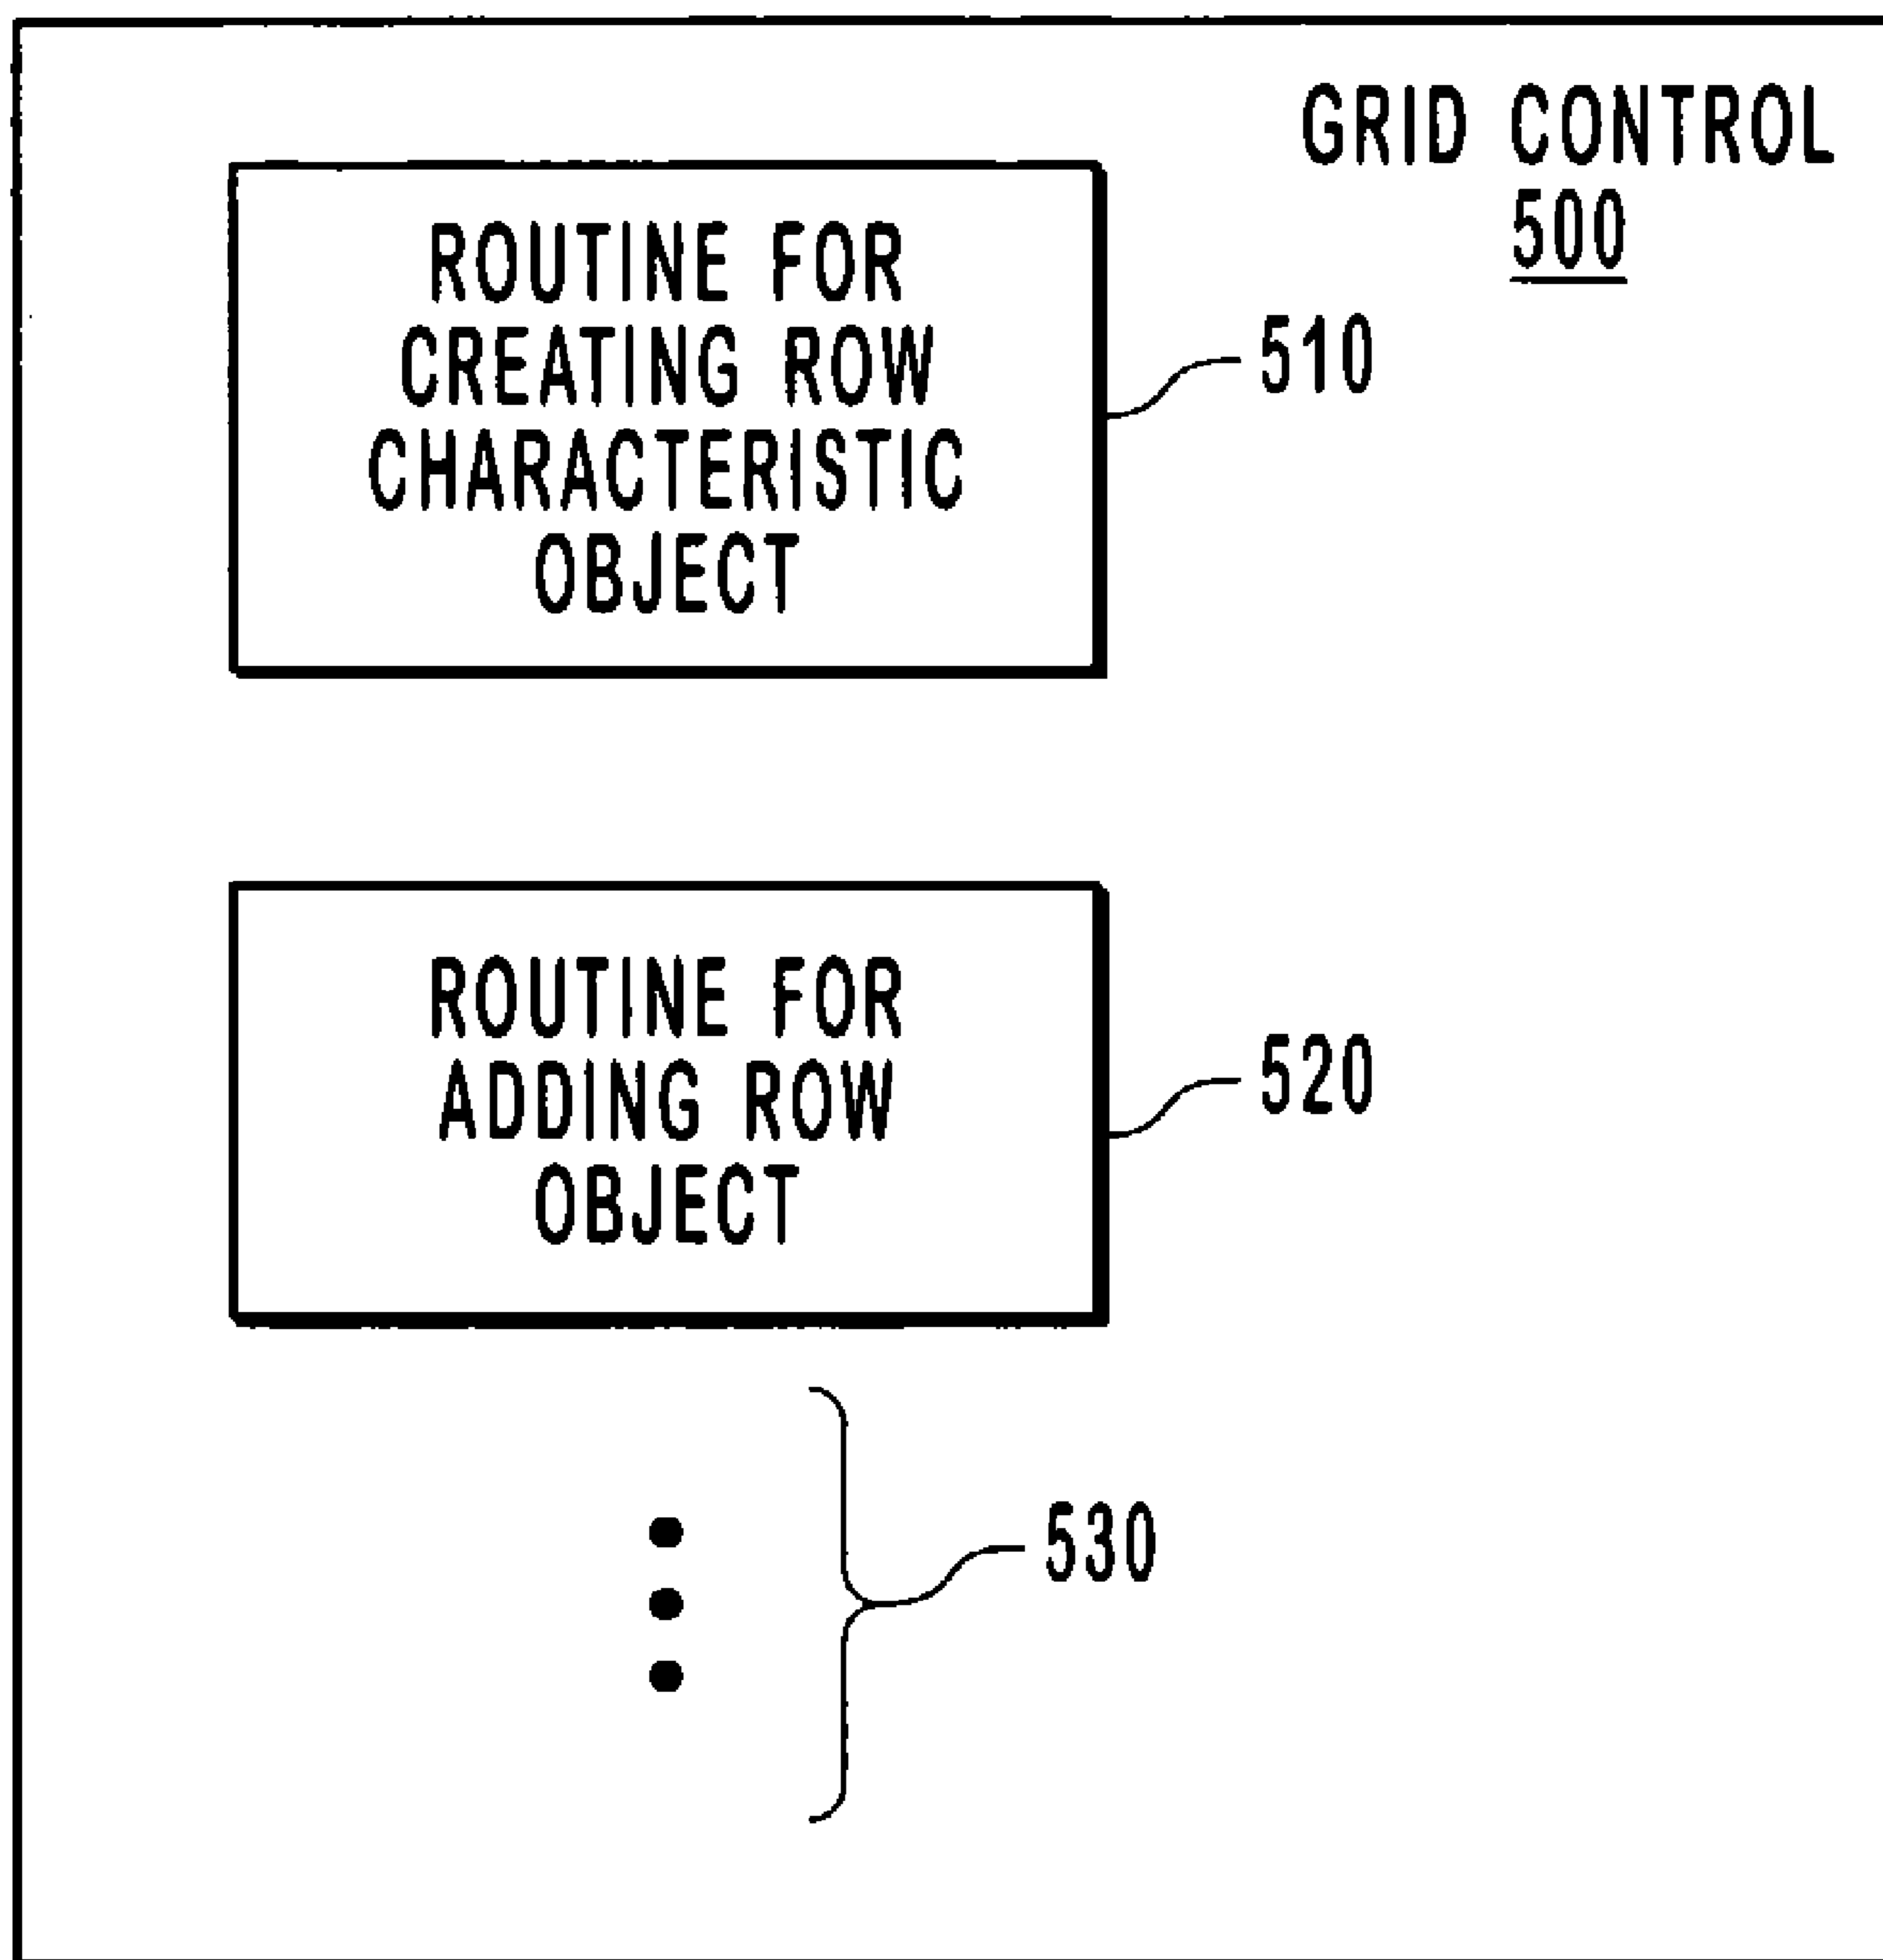 GRID CONTROL
500
ROUTINE FOR
CREATING ROW
CHARACTERISTIC
OBJECT
510
ROUTINE FOR
ADDING ROW
OBJECT
520
530